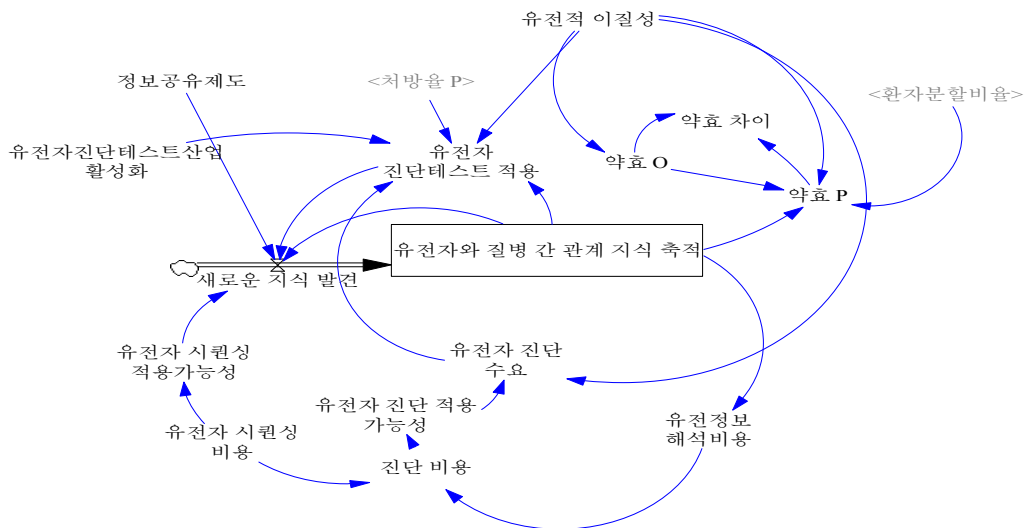 유전적 이질성
정보공유제도
<처방율 P>
<환자분할비율>
약효 차이
유전자진단테스트산업
활성화
유전자
진단테스트 적용
약효 O
약효 P
유전자와 질병 간 관계 지식 축적
새로운 지식 발견
유전자 시퀀싱
적용가능성
유전자 진단
수요
유전자 진단 적용
가능성
유전정보
해석비용
유전자 시퀀싱
비용
진단 비용